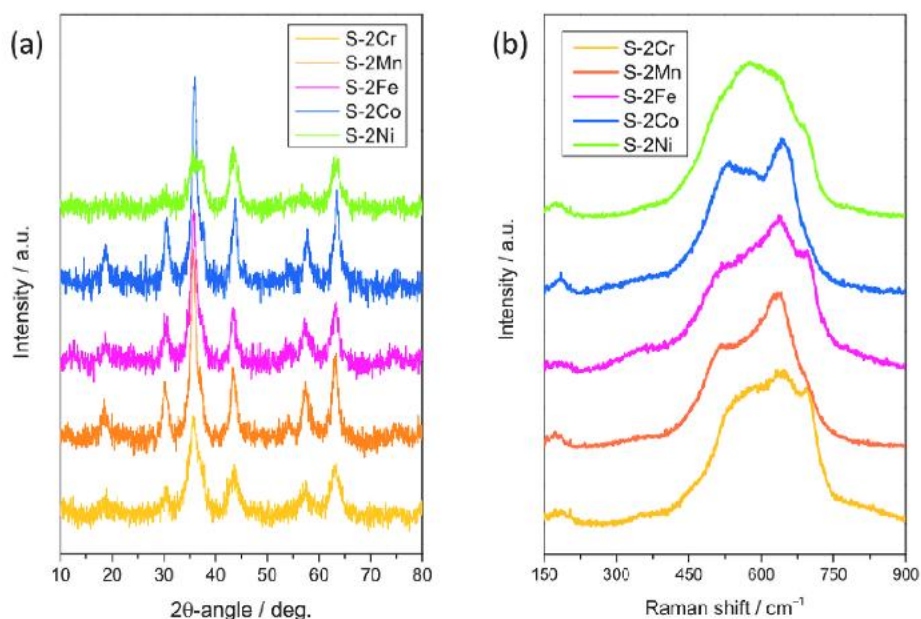 (a)
S-2Cr
S-2Mn
S-2Fe
S-2Co
S-2Ni
Intensity / a.u.
10 20 30 40 50 60 70 80
2θ-angle / deg.
(b)
S-2Cr
S-2Mn
S-2Fe
S-2Co
S-2Ni
Intensity / a.u.
150 300 450 600 750 900
Raman shift / cm⁻¹